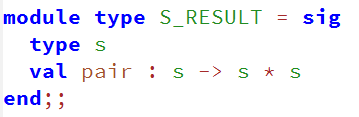 module type S_RESULT = sig
  type s
  val pair : s -> s * s
end;;